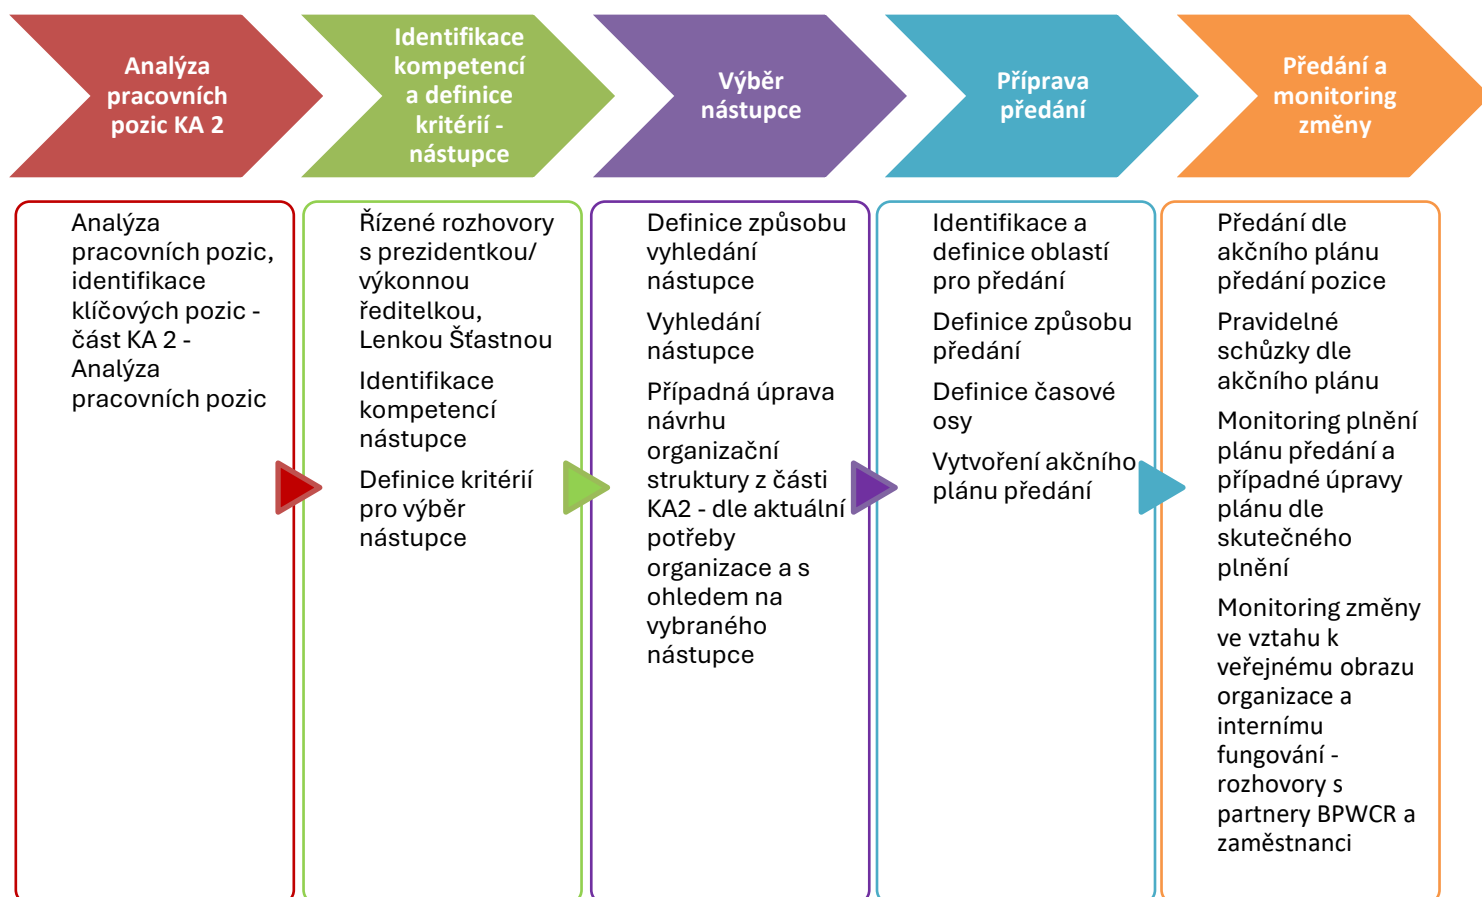 Analýza
pracovních
pozic KA 2
Identifikace
kompetencí
a definice
kritérií -
nástupce
Výběr
nástupce
Příprava
předání
Předání a
monitoring
změny
Analýza
pracovních pozic,
identifikace
klíčových pozic -
část KA 2 -
Analýza
pracovních pozic
Řízené rozhovory
s prezidentkou/
výkonnou
ředitelkou,
Lenkou Šťastnou
Identifikace
kompetencí
nástupce
Definice kritérií
pro výběr
nástupce
Definice způsobu
vyhledání
nástupce
Vyhledání
nástupce
Případná úprava
návrhu
organizační
struktury z části
KA2 - dle aktuální
potřeby
organizace a s
ohledem na
vybraného
nástupce
Identifikace a
definice oblastí
pro předání
Definice způsobu
předání
Definice časové
osy
Vytvoření akčního
plánu předání
Předání dle
akčního plánu
předání pozice
Pravidelné
schůzky dle
akčního plánu
Monitoring plnění
plánu předání a
případné úpravy
plánu dle
skutečného
plnění
Monitoring změny
ve vztahu k
veřejnému obrazu
organizace a
internímu
fungování -
rozhovory s
partnery BPWCR a
zaměstnanci